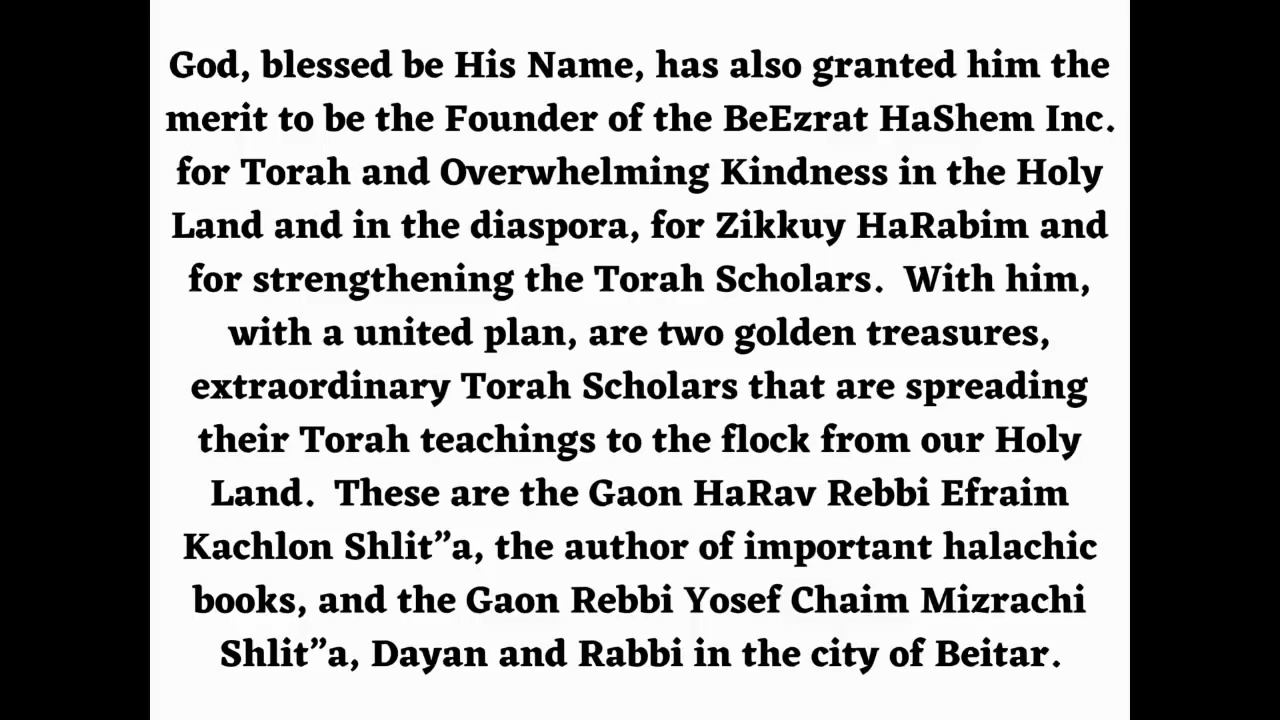 God, blessed be His Name, has also granted him the
merit to be the Founder of the BeEzrat HaShem Inc.
for Torah and Overwhelming Kindness in the Holy
Land and in the diaspora, for Zikkuy HaRabim and
for strengthening the Torah Scholars.  With him,
with a united plan, are two golden treasures,
extraordinary Torah Scholars that are spreading
their Torah teachings to the flock from our Holy
Land.  These are the Gaon HaRav Rebbi Efraim
Kachlon Shlit”a, the author of important halachic
books, and the Gaon Rebbi Yosef Chaim Mizrachi
Shlit”a, Dayan and Rabbi in the city of Beitar.